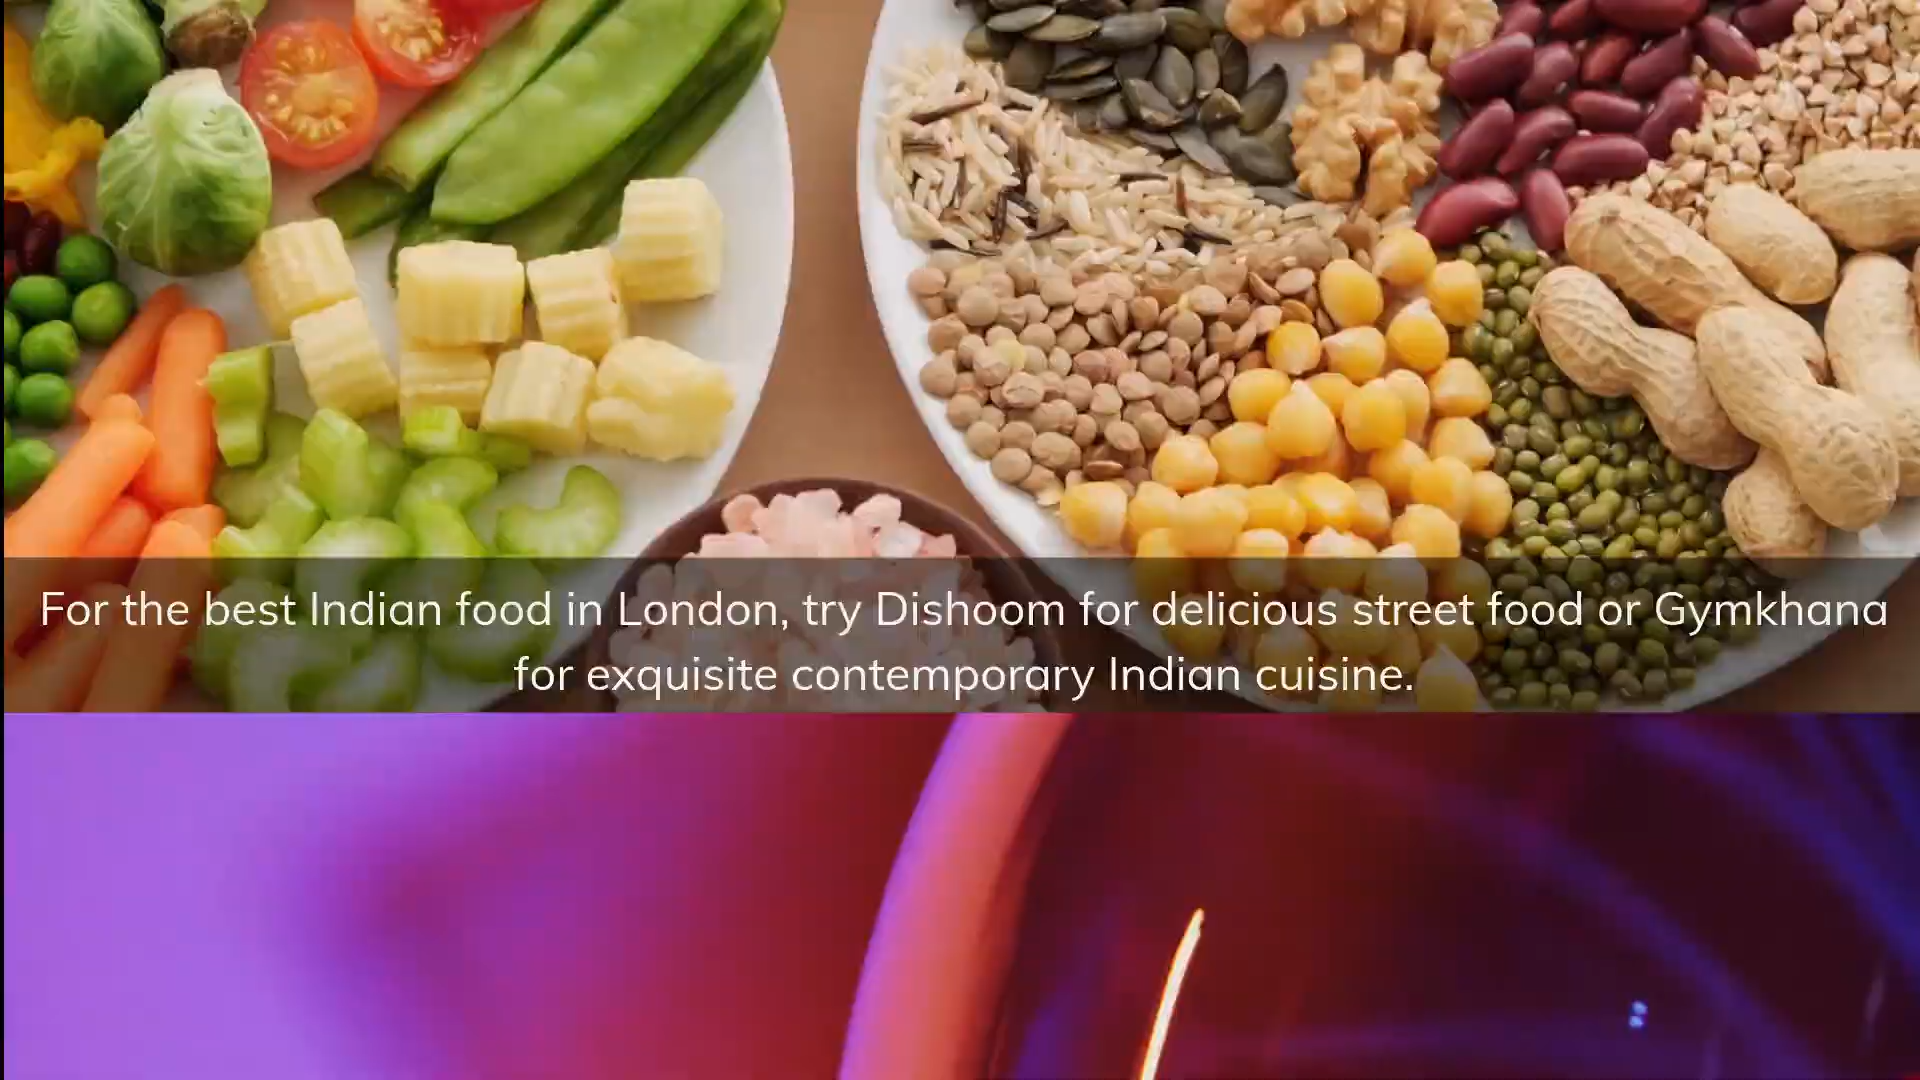 For the best Indian food in London, try Dishoom for delicious street food or Gymkhana
for exquisite contemporary Indian cuisine.